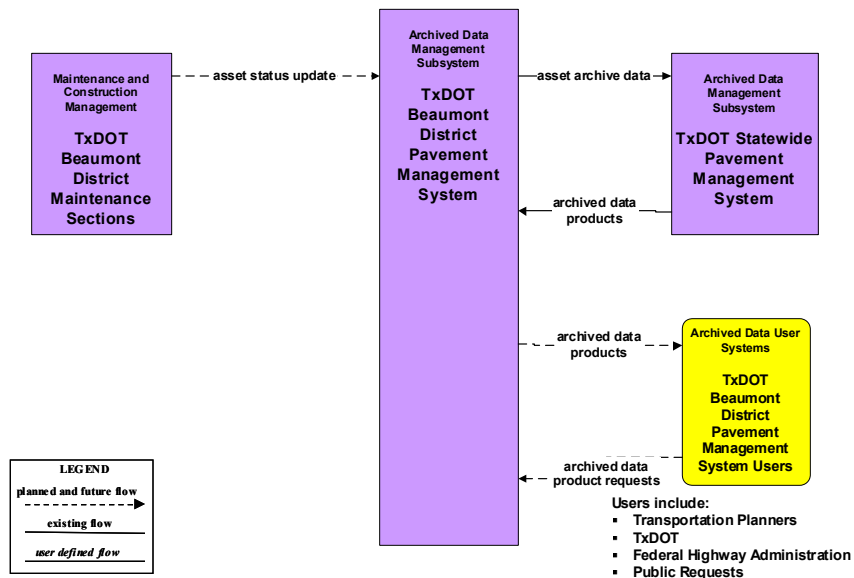 Maintenance and
Construction
Management
TxDOT
Beaumont
District
Maintenance
Sections
asset status update
Archived Data
Management
Subsystem
TxDOT
Beaumont
District
Pavement
Management
System
asset archive data
Archived Data
Management
Subsystem
TxDOT Statewide
Pavement
Management
System
archived data
products
archived data
products
Archived Data User
Systems
TxDOT
Beaumont
District
Pavement
Management
System Users
archived data
product requests
Users include:
▪ Transportation Planners
▪ TxDOT
▪ Federal Highway Administration
▪ Public Requests
LEGEND
planned and future flow
existing flow
user defined flow